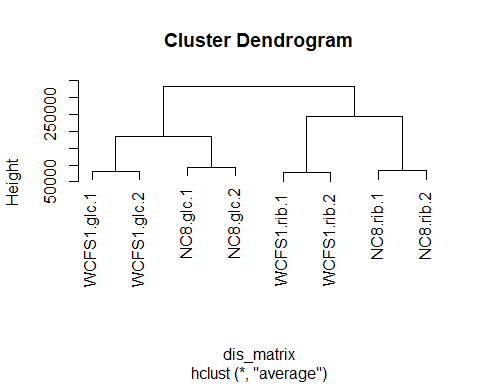 Cluster Dendrogram
Height
50000
250000
WCFS1.glc.1
WCFS1.glc.2
NC8.glc.1
NC8.glc.2
WCFS1.rib.1
WCFS1.rib.2
NC8.rib.1
NC8.rib.2
dis_matrix
hclust (*, "average")